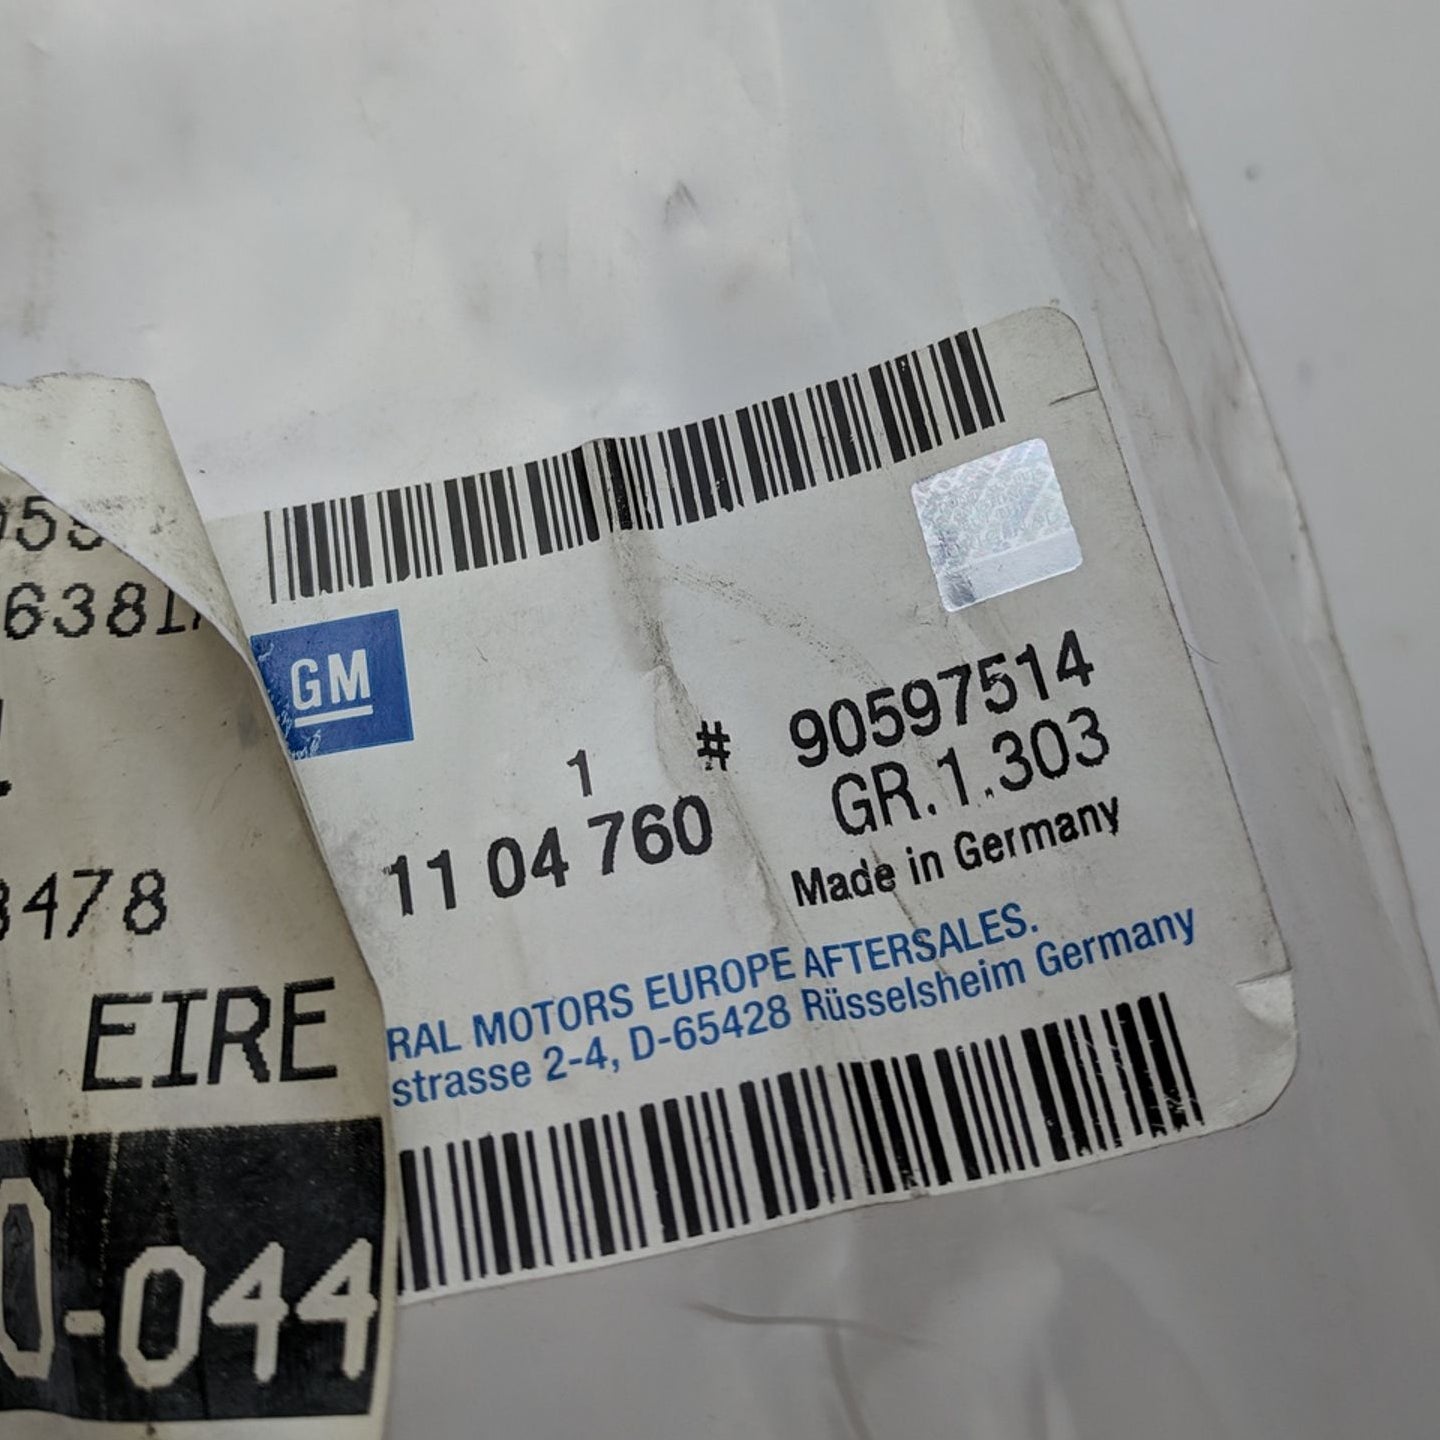 638
478
EIRE
0-044
GM
1 # 90597514
11 04 760 GR.1.303
Made in Germany
RAL MOTORS EUROPE AFTERSALES.
strasse 2-4, D-65428 Rüsselsheim Germany